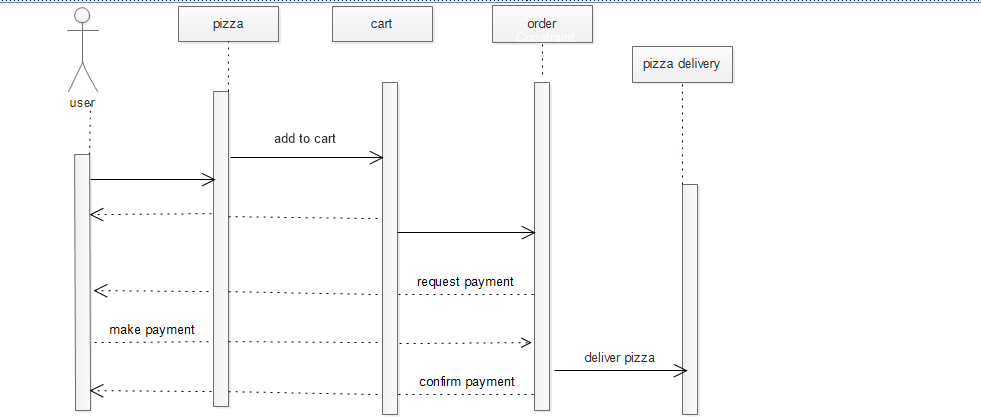 pizza
cart
order
Constraint
pizza delivery
user
add to cart
request payment
make payment
deliver pizza
confirm payment